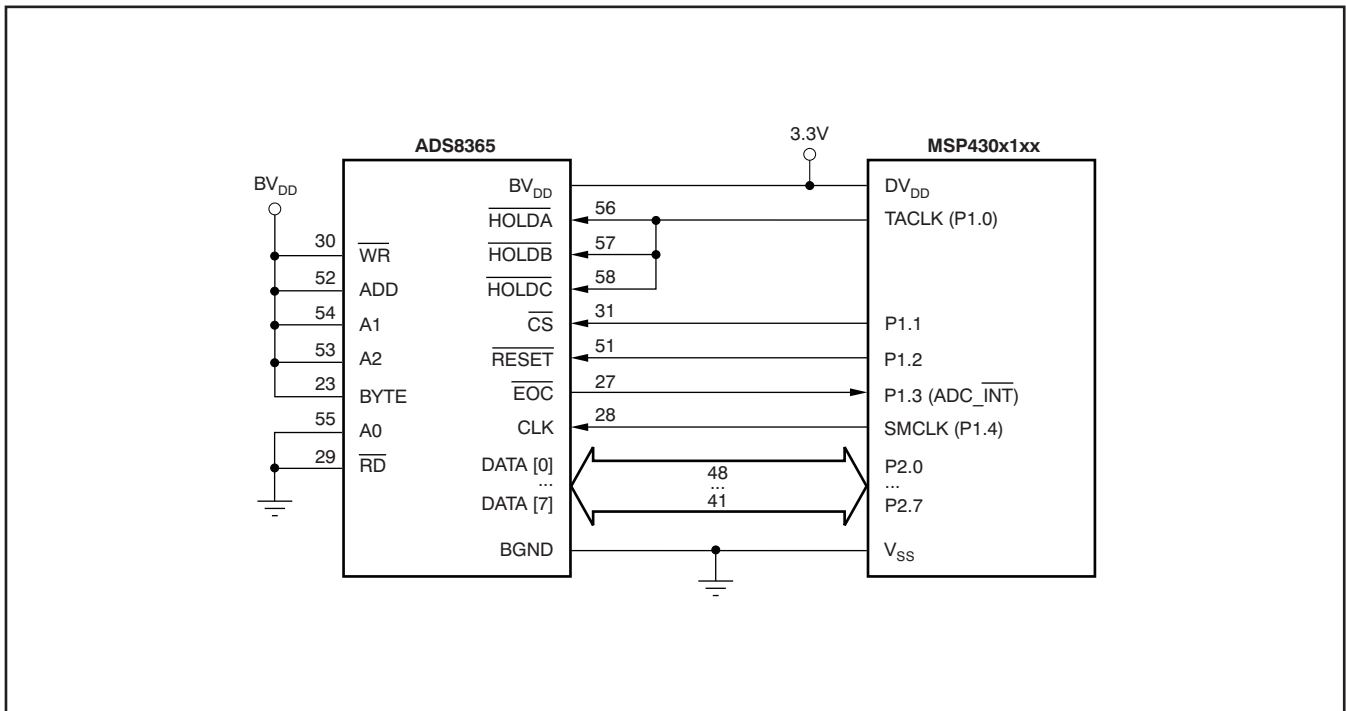 ADS8365
3.3V
MSP430x1xx
BVDD
BVDD
DVDD
HOLDA
56
TACLK (P1.0)
30
WR
HOLDB
57
52
ADD
HOLDC
58
54
A1
CS
31
P1.1
53
A2
RESET
51
P1.2
23
BYTE
EOC
27
P1.3 (ADC_INT)
55
A0
CLK
28
SMCLK (P1.4)
29
RD
DATA [0]
48
P2.0
...
...
...
DATA [7]
41
P2.7
BGND
VSS